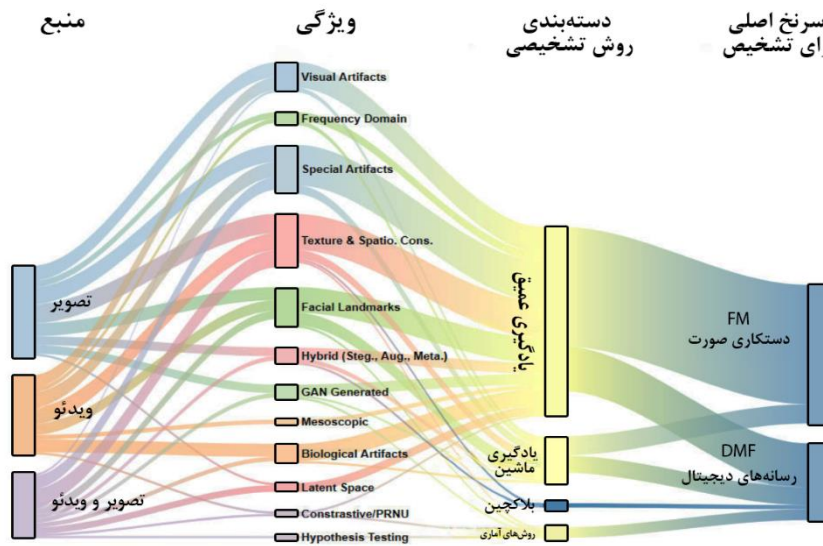 منبع
ویژگی
دسته‌بندی
روش تشخیصی
سرنخ اصلی
رای تشخیص
Visual Artifacts
Frequency Domain
Special Artifacts
Texture & Spatio. Cons.
Facial Landmarks
Hybrid (Steg., Aug., Meta.)
GAN Generated
Mesoscopic
Biological Artifacts
Latent Space
Constrastive/PRNU
Hypothesis Testing
تصویر
ویدئو
تصویر و ویدئو
یادگیری عمیق
یادگیری
ماشین
بلاکچین
روش‌های آماری
FM
دستکاری صورت
DMF
رسانه‌های دیجیتال